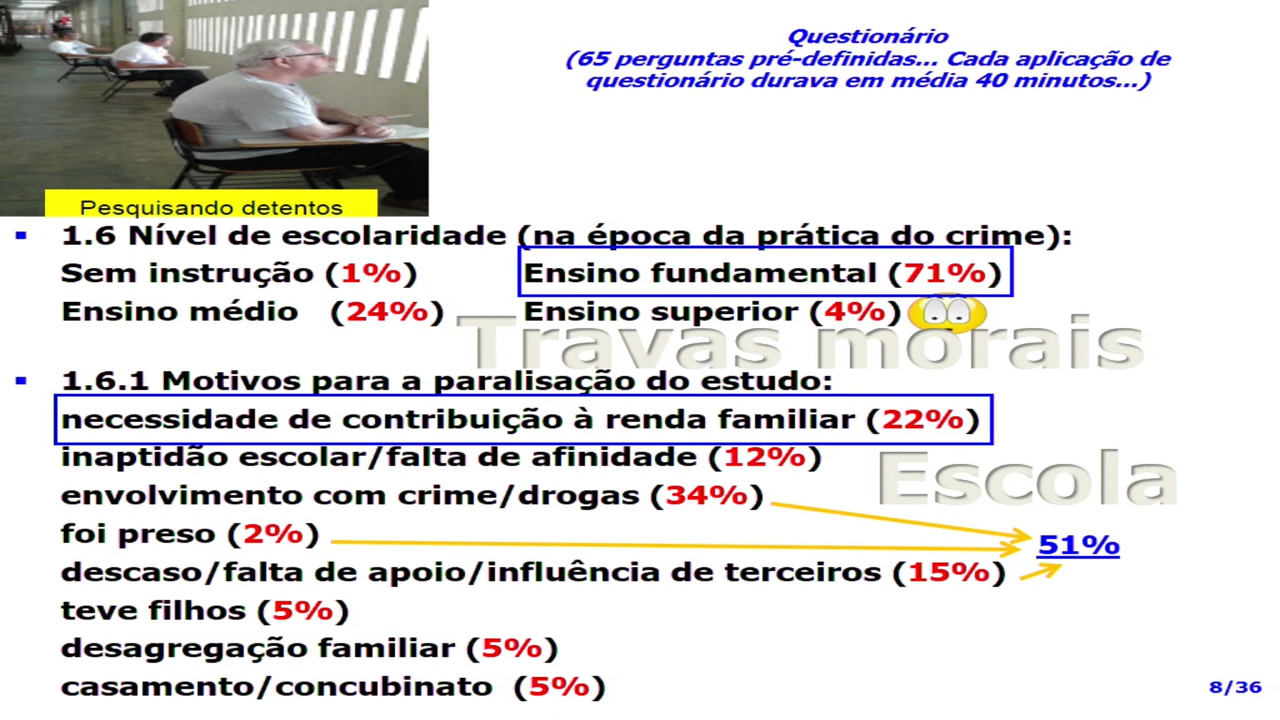 Questionário
(65 perguntas pré-definidas... Cada aplicação de
questionário durava em média 40 minutos...)
Pesquisando detentos
▪ 1.6 Nível de escolaridade (na época da prática do crime):
Sem instrução (1%) Ensino fundamental (71%)
Ensino médio (24%) Ensino superior (4%)
Travas morais
▪ 1.6.1 Motivos para a paralisação do estudo:
necessidade de contribuição à renda familiar (22%)
inaptidão escolar/falta de afinidade (12%)
Escola
envolvimento com crime/drogas (34%)
foi preso (2%)
51%
descaso/falta de apoio/influência de terceiros (15%)
teve filhos (5%)
desagregação familiar (5%)
casamento/concubinato (5%)
8/36